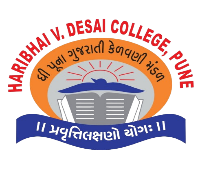 HARIBHAI V. DESAI COLLEGE, PUNE
ધી પૂના ગુજરાતી કેળવણી મંડળ
॥ પ્રવૃત્તિલક્ષણો યોગઃ ॥